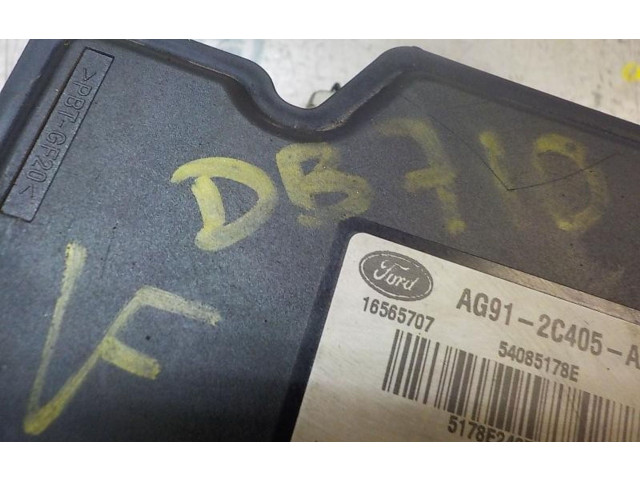 >PBT-GF20<
DB710
VF
Ford
16565707
AG91-2C405-A
54085178E